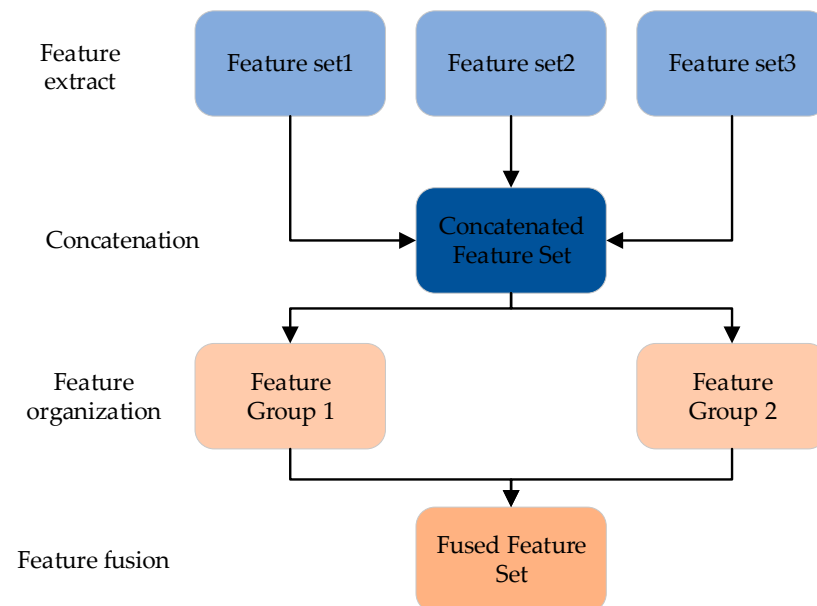 Feature
extract
Feature set1
Feature set2
Feature set3
Concatenation
Concatenated
Feature Set
Feature
organization
Feature
Group 1
Feature
Group 2
Feature fusion
Fused Feature
Set